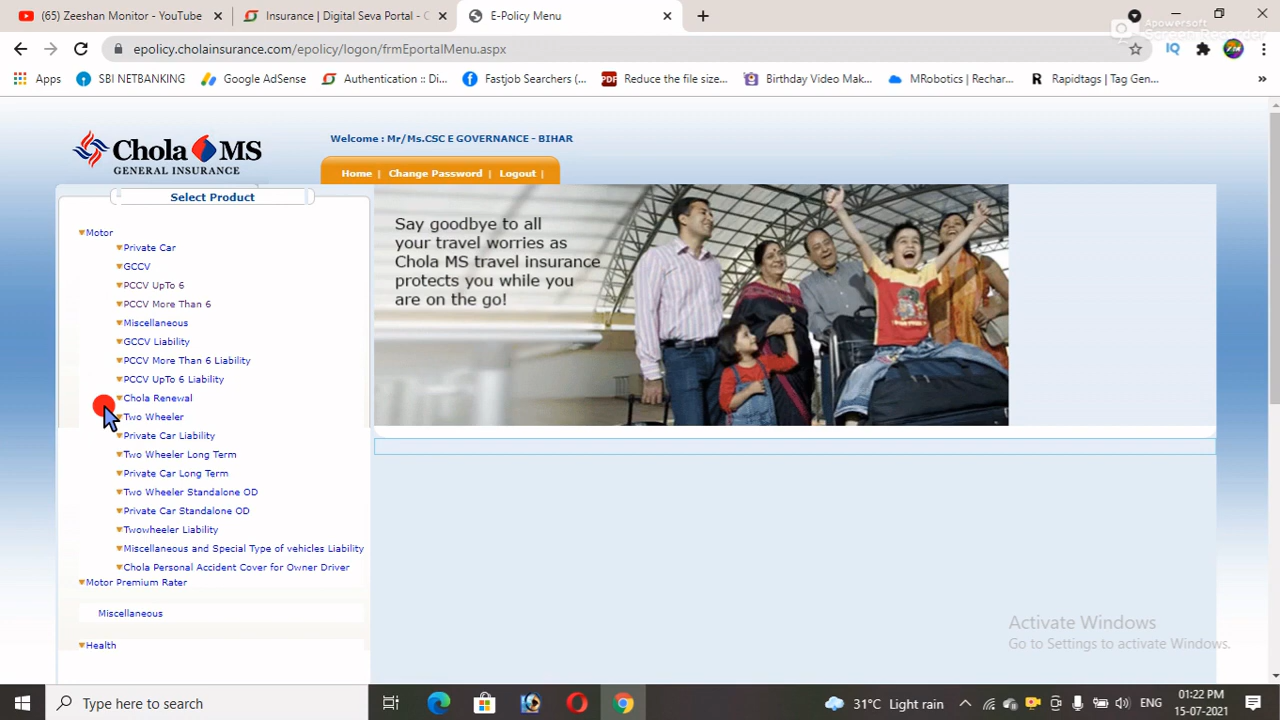 (65) Zeeshan Monitor - YouTube
Insurance | Digital Seva Portal - C
E-Policy Menu
Apowersoft
Screen Recorder
epolicy.cholainsurance.com/epolicy/logon/frmEportalMenu.aspx
IQ
Apps
SBI NETBANKING
Google AdSense
Authentication :: Di...
Fastjob Searchers (...
PDF
Reduce the file size...
Birthday Video Mak...
MRobotics | Rechar...
R
Rapidtags | Tag Gen...
»
Chola MS
GENERAL INSURANCE
Welcome : Mr/Ms.CSC E GOVERNANCE - BIHAR
Home | Change Password | Logout |
Select Product
Motor
Private Car
GCCV
PCCV UpTo 6
PCCV More Than 6
Miscellaneous
GCCV Liability
PCCV More Than 6 Liability
PCCV UpTo 6 Liability
Chola Renewal
Two Wheeler
Private Car Liability
Two Wheeler Long Term
Private Car Long Term
Two Wheeler Standalone OD
Private Car Standalone OD
Twowheeler Liability
Miscellaneous and Special Type of vehicles Liability
Chola Personal Accident Cover for Owner Driver
Motor Premium Rater
Miscellaneous
Health
Say goodbye to all
your travel worries as
Chola MS travel insurance
protects you while you
are on the go!
Activate Windows
Go to Settings to activate Windows.
Type here to search
31°C Light rain
ENG
01:22 PM
15-07-2021